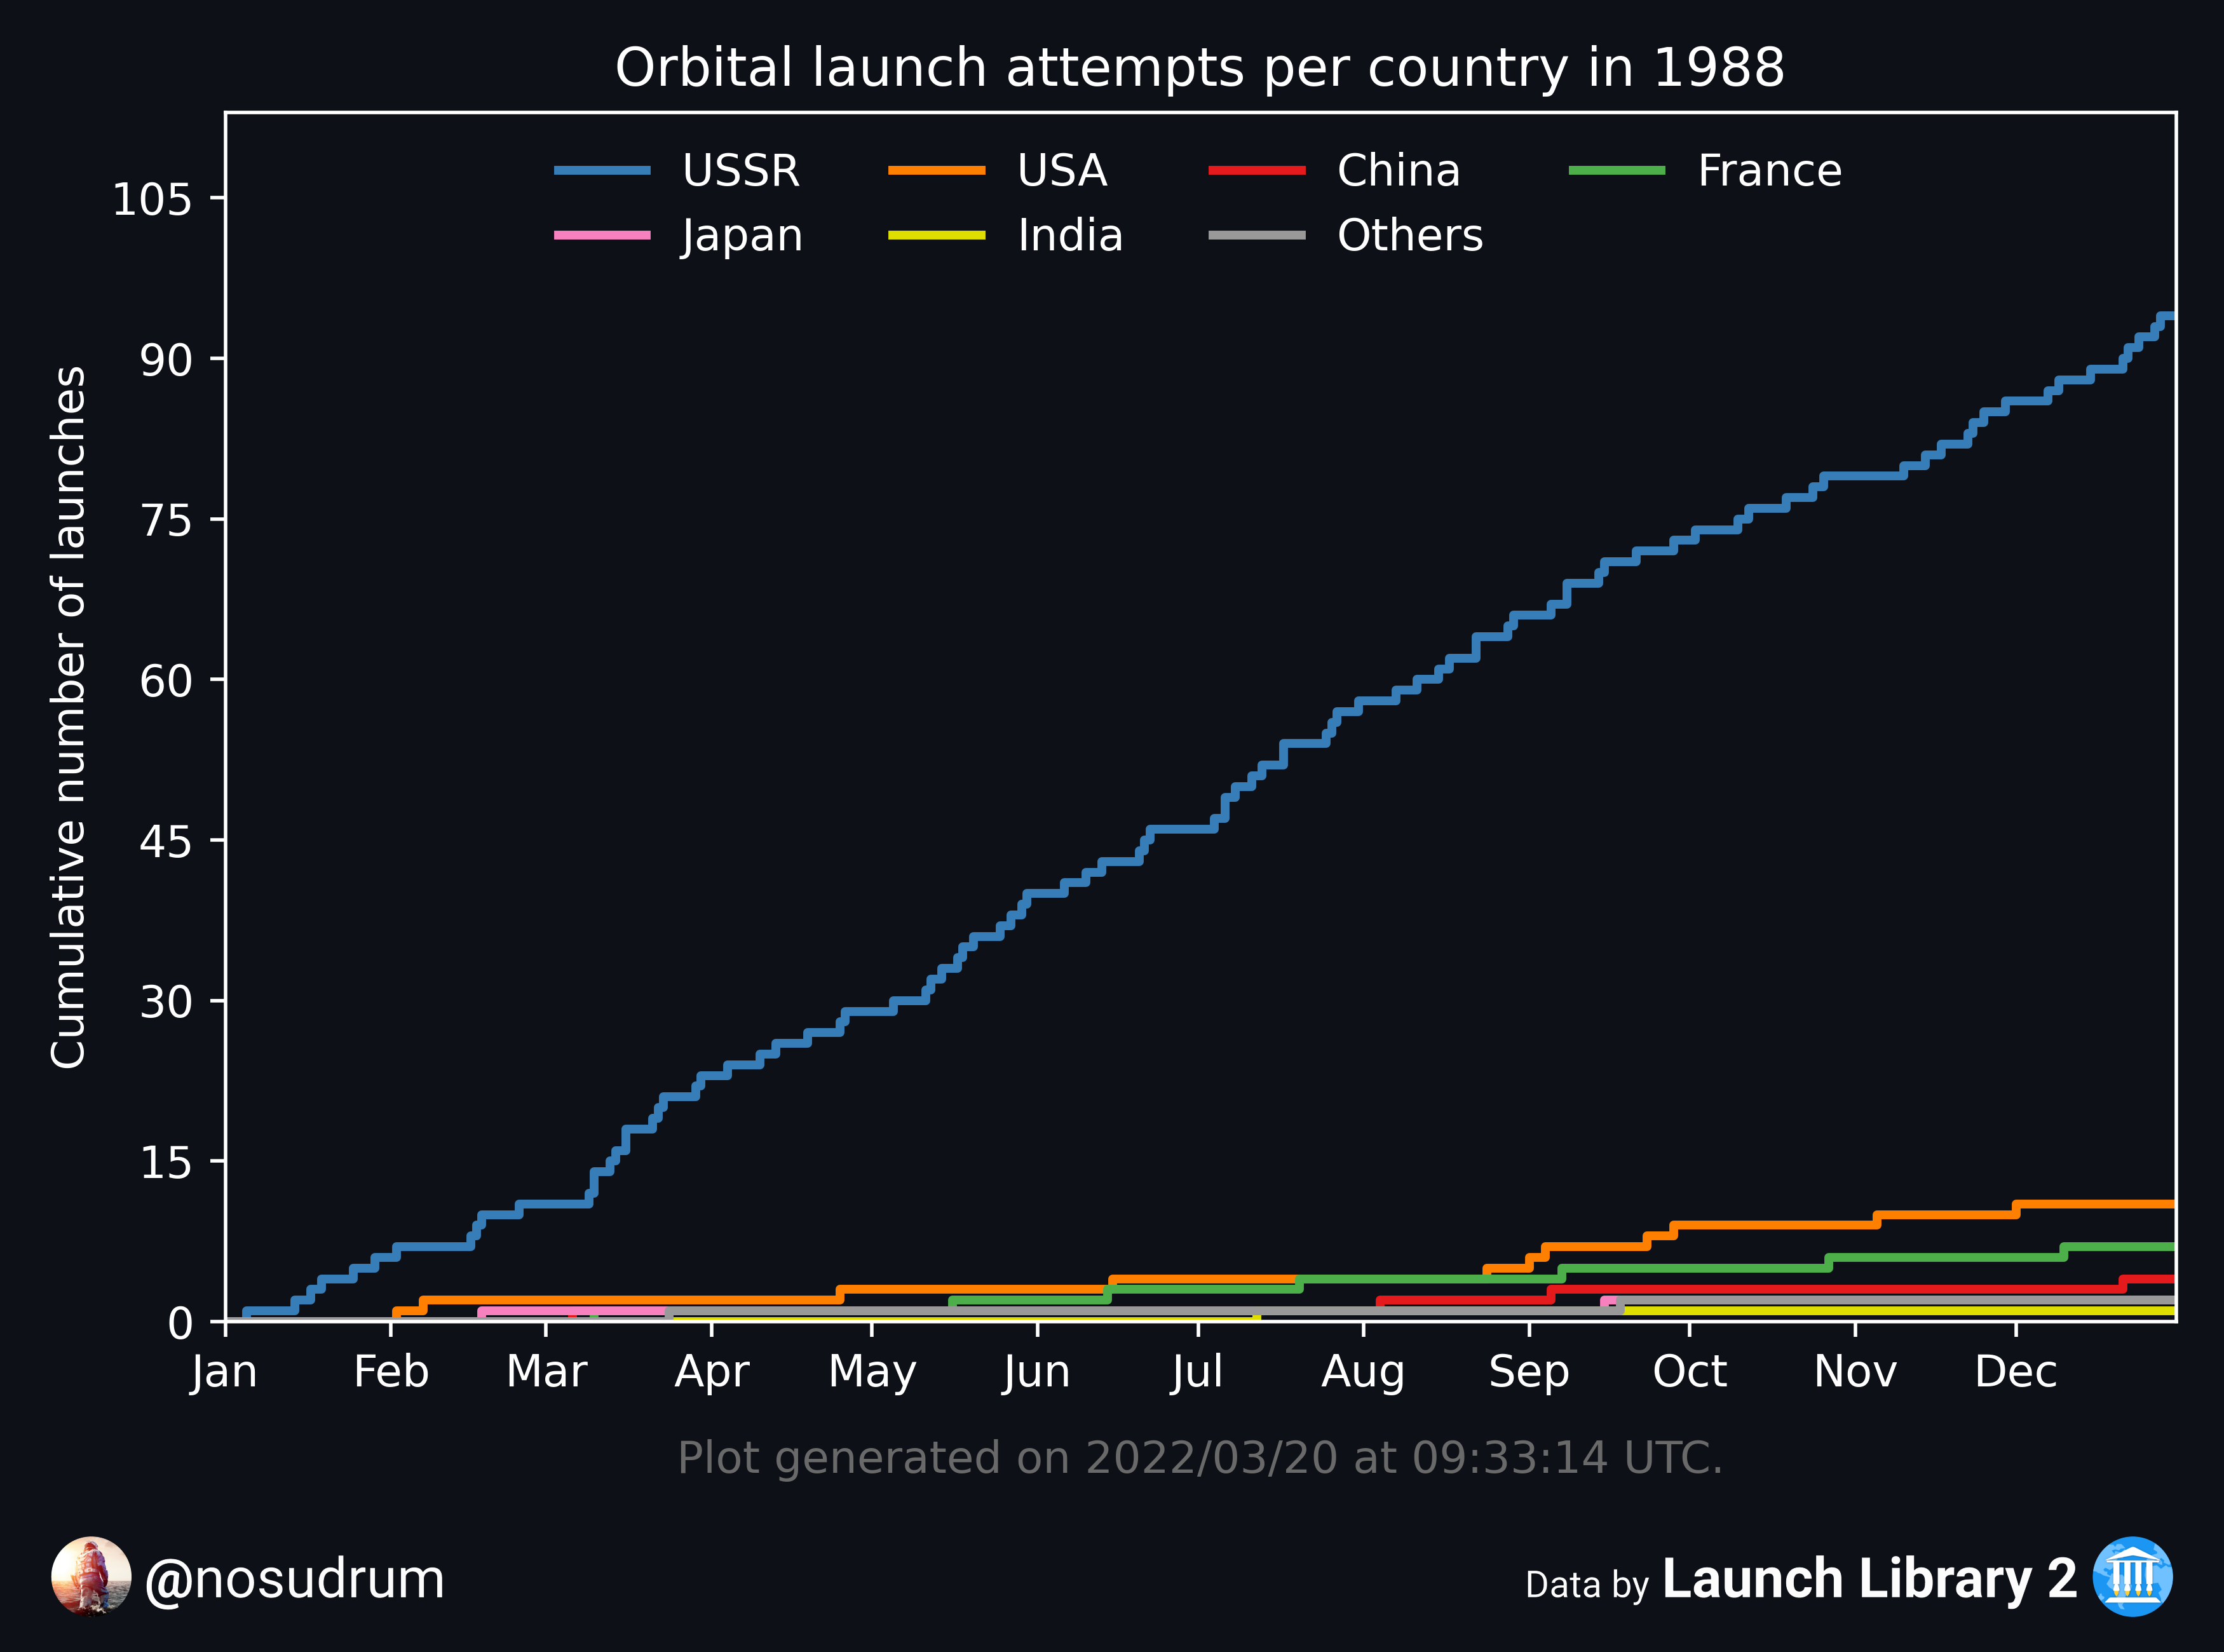 Orbital launch attempts per country in 1988
USSR USA China France
Japan India Others
Cumulative number of launches
105
90
75
60
45
30
15
0
Jan Feb Mar Apr May Jun Jul Aug Sep Oct Nov Dec
Plot generated on 2022/03/20 at 09:33:14 UTC.
@nosudrum
Data by Launch Library 2